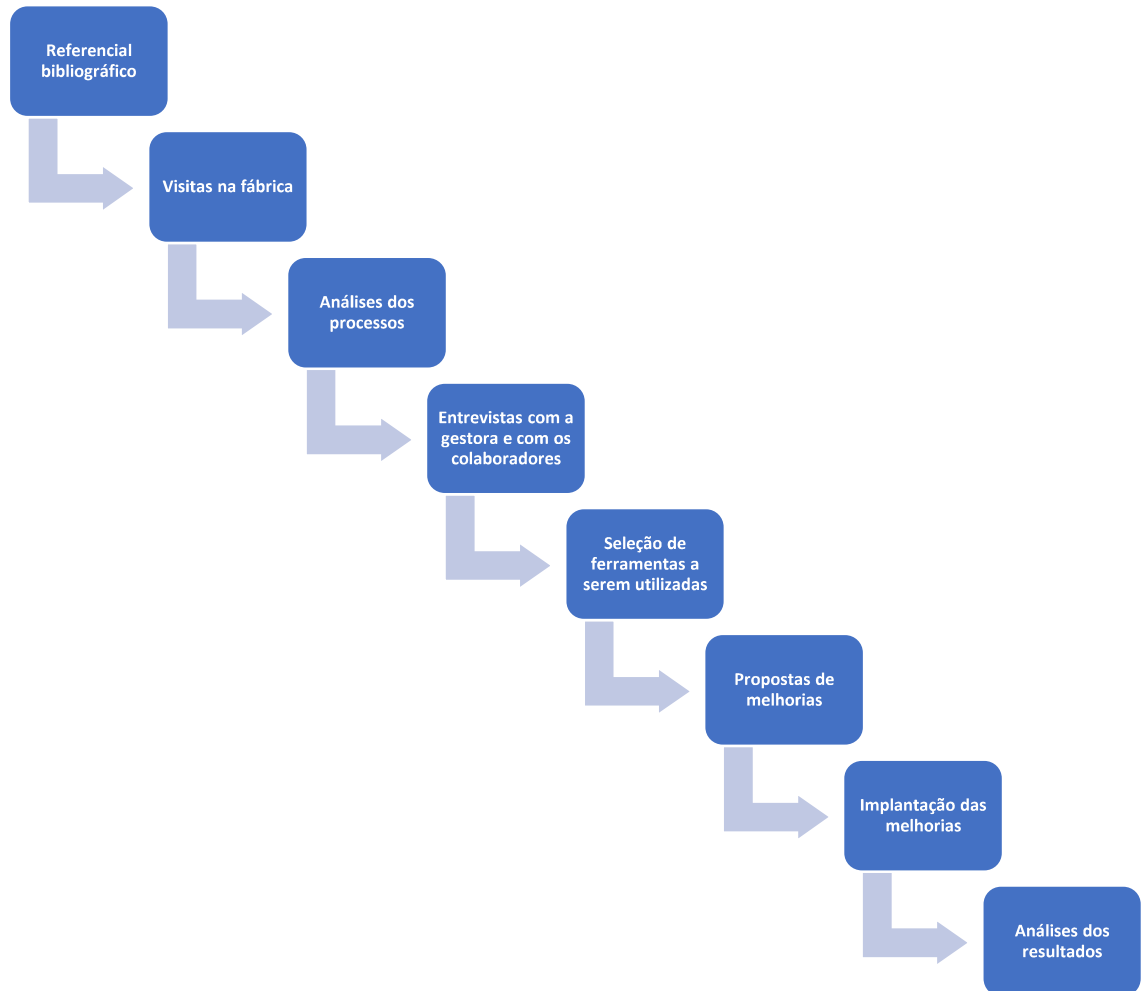 Referencial
bibliográfico
Visitas na fábrica
Análises dos
processos
Entrevistas com a
gestora e com os
colaboradores
Seleção de
ferramentas a
serem utilizadas
Propostas de
melhorias
Implantação das
melhorias
Análises dos
resultados